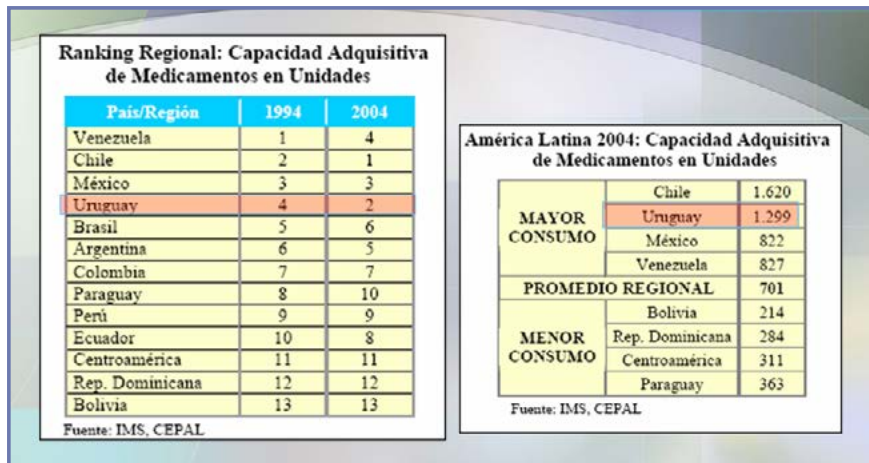 Ranking Regional: Capacidad Adquisitiva
de Medicamentos en Unidades
País/Región 1994 2004
Venezuela 1 4
Chile 2 1
México 3 3
Uruguay 4 2
Brasil 5 6
Argentina 6 5
Colombia 7 7
Paraguay 8 10
Perú 9 9
Ecuador 10 8
Centroamérica 11 11
Rep. Dominicana 12 12
Bolivia 13 13
Fuente: IMS, CEPAL
América Latina 2004: Capacidad Adquisitiva
de Medicamentos en Unidades
MAYOR
CONSUMO
Chile 1.620
Uruguay 1.299
México 822
Venezuela 827
PROMEDIO REGIONAL 701
MENOR
CONSUMO
Bolivia 214
Rep. Dominicana 284
Centroamérica 311
Paraguay 363
Fuente: IMS, CEPAL